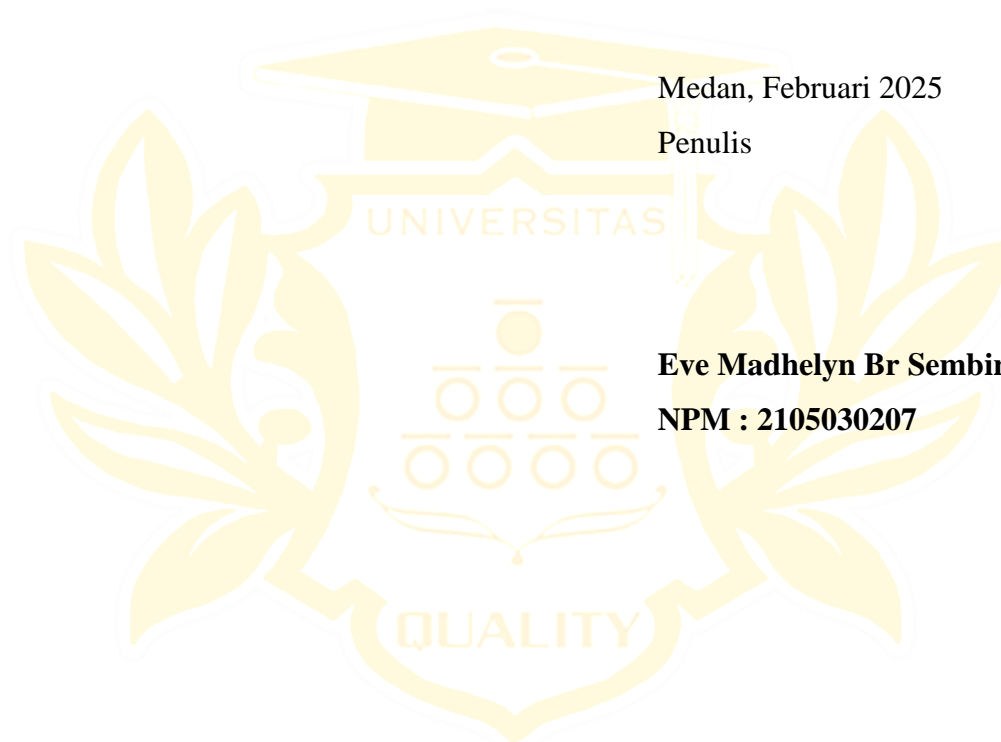 Medan, Februari 2025
Penulis
UNIVERSITAS
Eve Madhelyn Br
NPM : 2105030207
QUALITY